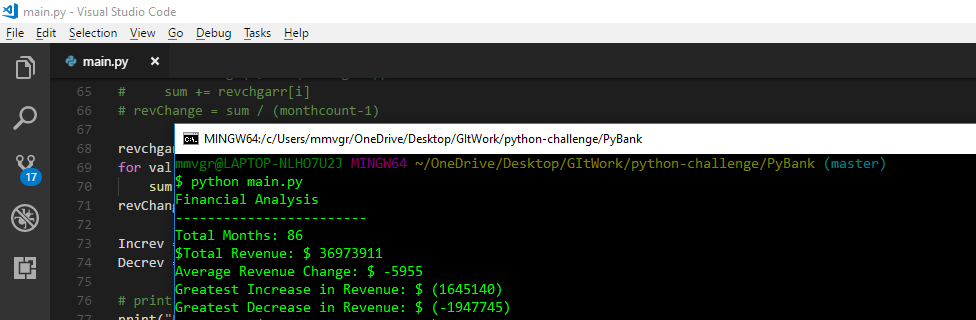 main.py - Visual Studio Code
File Edit Selection View Go Debug Tasks Help
main.py ×
65 # sum += revchgarr[i]
66 # revChange = sum / (monthcount-1)
67
68 revchga
69 for val
70 sum
71 revChang
72
73 Increv =
74 Decrev =
75
76 # print
77 print("
17
MINGW64:/c/Users/mmvgr/OneDrive/Desktop/GItWork/python-challenge/PyBank
mmvgr@LAPTOP-NLHO7U2J MINGW64 ~/OneDrive/Desktop/GItWork/python-challenge/PyBank (master)
$ python main.py
Financial Analysis
------------------------
Total Months: 86
$Total Revenue: $ 36973911
Average Revenue Change: $ -5955
Greatest Increase in Revenue: $ (1645140)
Greatest Decrease in Revenue: $ (-1947745)